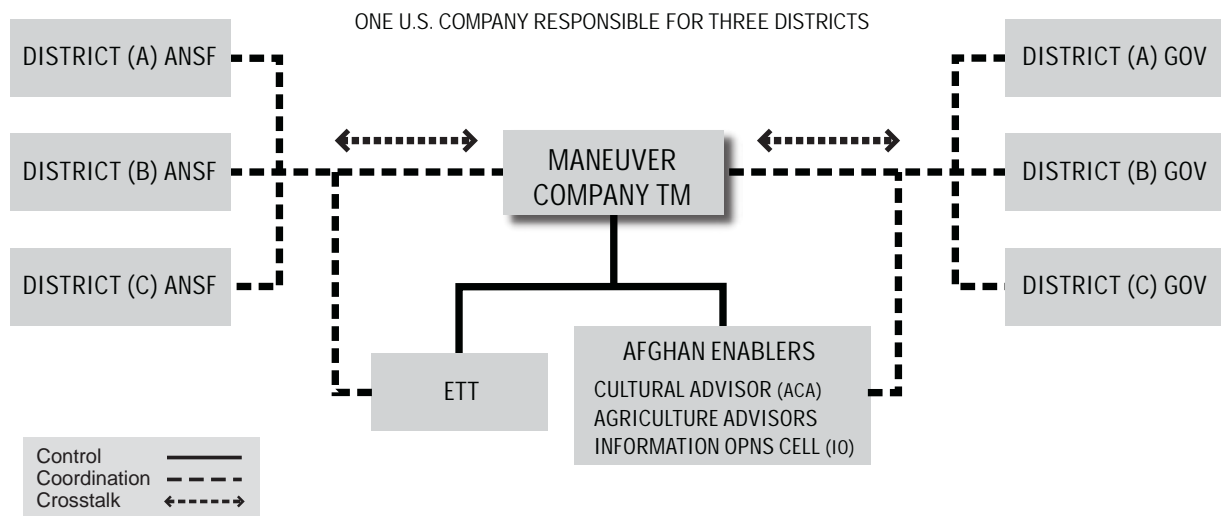 ONE U.S. COMPANY RESPONSIBLE FOR THREE DISTRICTS
DISTRICT (A) ANSF
DISTRICT (B) ANSF
DISTRICT (C) ANSF
MANEUVER
COMPANY TM
DISTRICT (A) GOV
DISTRICT (B) GOV
DISTRICT (C) GOV
ETT
AFGHAN ENABLERS
CULTURAL ADVISOR (ACA)
AGRICULTURE ADVISORS
INFORMATION OPNS CELL (IO)
Control
Coordination
Crosstalk